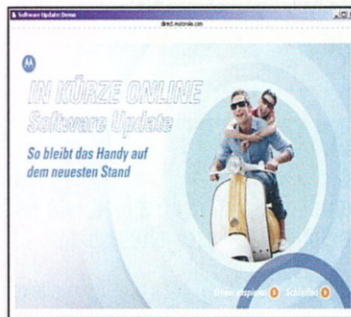 Software Update Demo
direct.motorola.com
IN KÜRZE ONLINE
Software Update
So bleibt das Handy auf
dem neuesten Stand
Schließen